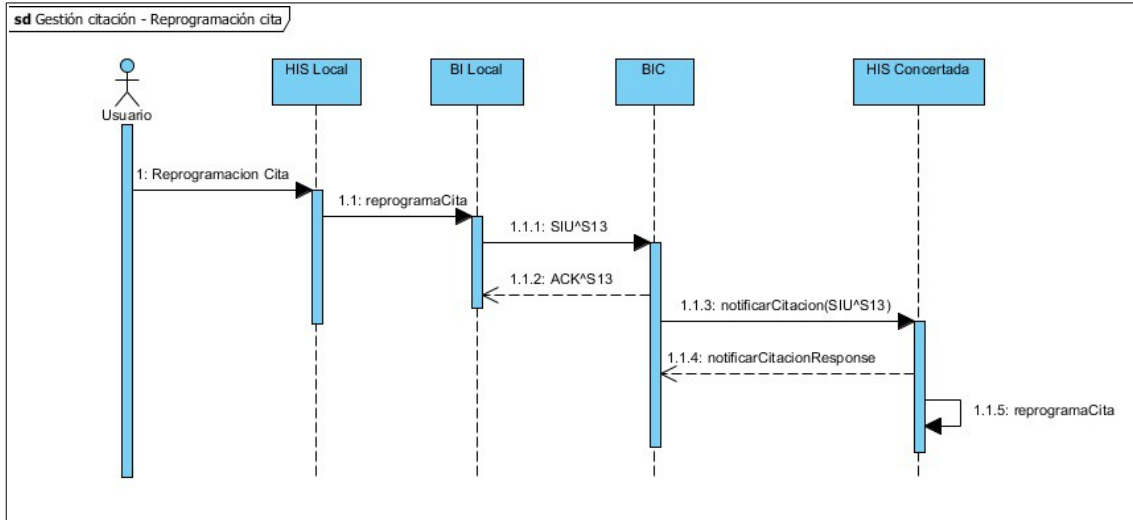 sd Gestión citación - Reprogramación cita
HIS Local
BI Local
BIC
HIS Concertada
Usuario
1: Reprogramacion Cita
1.1: reprogramaCita
1.1.1: SIU^S13
1.1.2: ACK^S13
1.1.3: notificarCitacion(SIU^S13)
1.1.4: notificarCitacionResponse
1.1.5: reprogramaCita